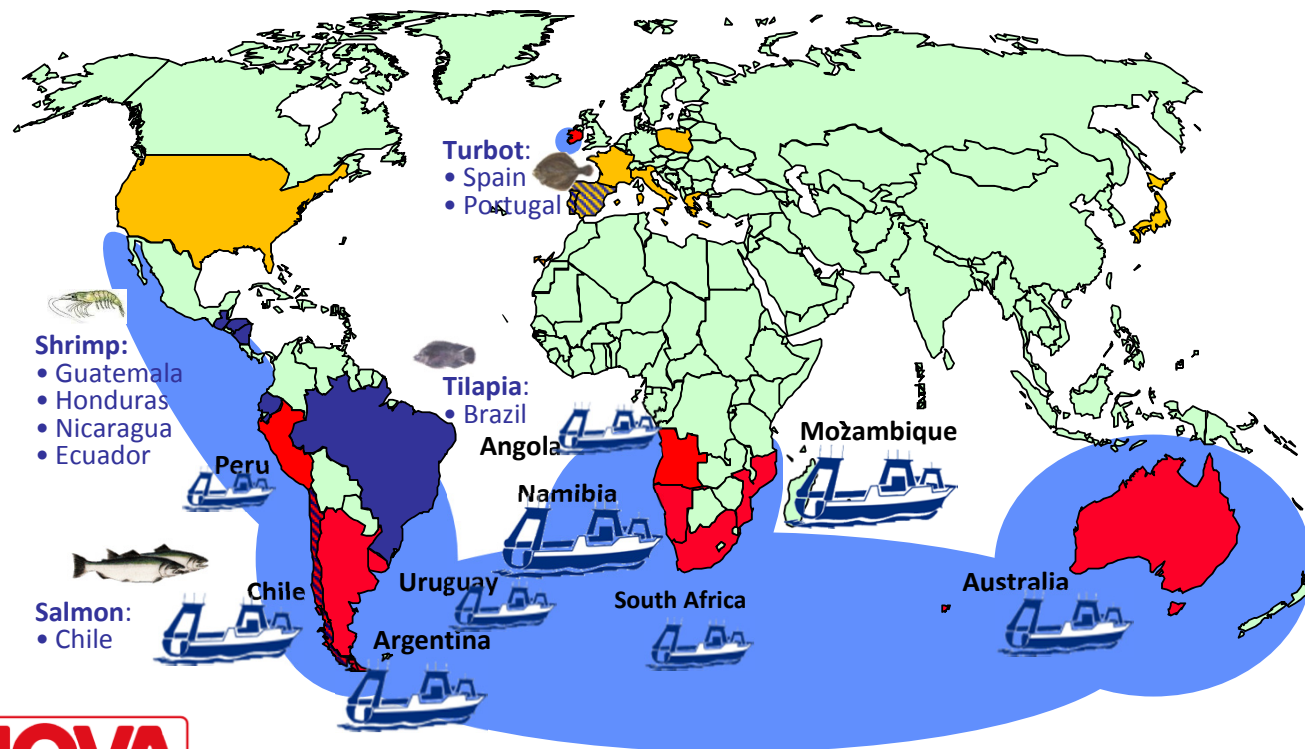 Turbot:
• Spain
• Portugal
Shrimp:
• Guatemala
• Honduras
• Nicaragua
• Ecuador
Tilapia:
• Brazil
Angola
Mozambique
Peru
Namibia
Salmon:
• Chile
Chile
Uruguay
South Africa
Australia
Argentina